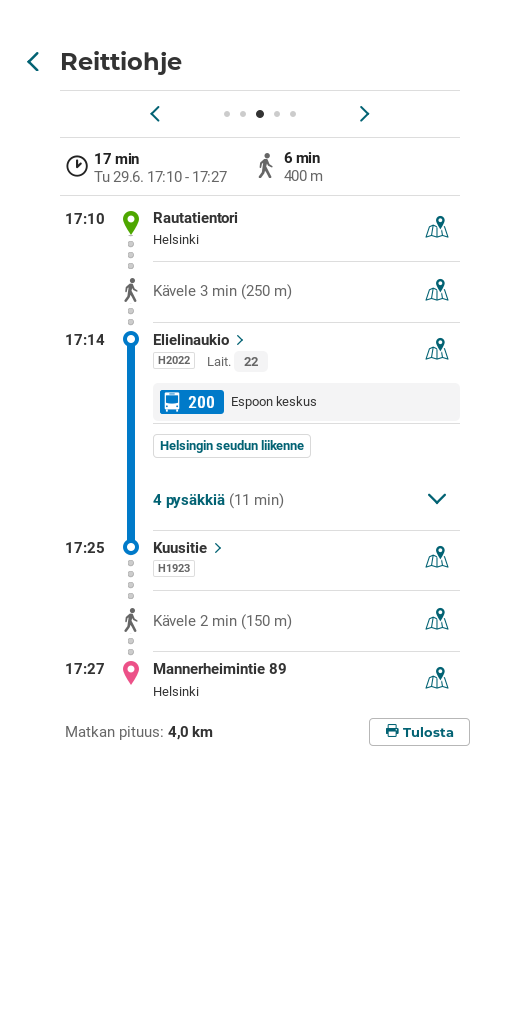 Reittiohje
17 min
Tu 29.6. 17:10 - 17:27
6 min
400 m
17:10 Rautatientori
Helsinki
Kävele 3 min (250 m)
17:14 Elielinaukio
H2022 Lait. 22
200 Espoon keskus
Helsingin seudun liikenne
4 pysäkkiä (11 min)
17:25 Kuusitie
H1923
Kävele 2 min (150 m)
17:27 Mannerheimintie 89
Helsinki
Matkan pituus: 4,0 km
Tulosta